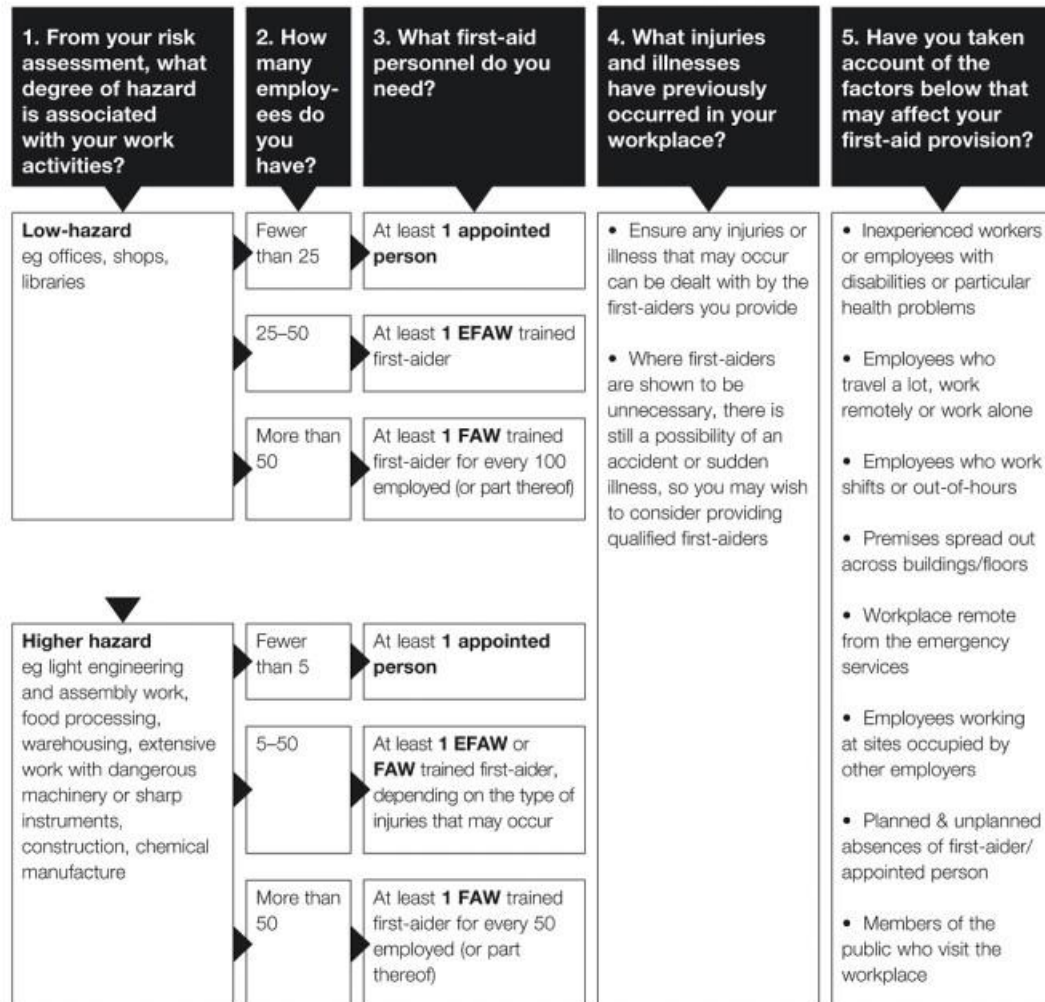 1. From your risk
assessment, what
degree of hazard
is associated
with your work
activities?
2. How
many
employ-
ees do
you
have?
3. What first-aid
personnel do you
need?
4. What injuries
and illnesses
have previously
occurred in your
workplace?
5. Have you taken
account of the
factors below that
may affect your
first-aid provision?
Low-hazard
eg offices, shops,
libraries
Fewer
than 25
At least 1 appointed
person
25–50
At least 1 EFAW trained
first-aider
More than
50
At least 1 FAW trained
first-aider for every 100
employed (or part thereof)
Higher hazard
eg light engineering
and assembly work,
food processing,
warehousing, extensive
work with dangerous
machinery or sharp
instruments,
construction, chemical
manufacture
Fewer
than 5
At least 1 appointed
person
5–50
At least 1 EFAW or
FAW trained first-aider,
depending on the type of
injuries that may occur
More than
50
At least 1 FAW trained
first-aider for every 50
employed (or part
thereof)
• Ensure any injuries or
illness that may occur
can be dealt with by the
first-aiders you provide
• Where first-aiders
are shown to be
unnecessary, there is
still a possibility of an
accident or sudden
illness, so you may wish
to consider providing
qualified first-aiders
• Inexperienced workers
or employees with
disabilities or particular
health problems
• Employees who
travel a lot, work
remotely or work alone
• Employees who work
shifts or out-of-hours
• Premises spread out
across buildings/floors
• Workplace remote
from the emergency
services
• Employees working
at sites occupied by
other employers
• Planned & unplanned
absences of first-aider/
appointed person
• Members of the
public who visit the
workplace